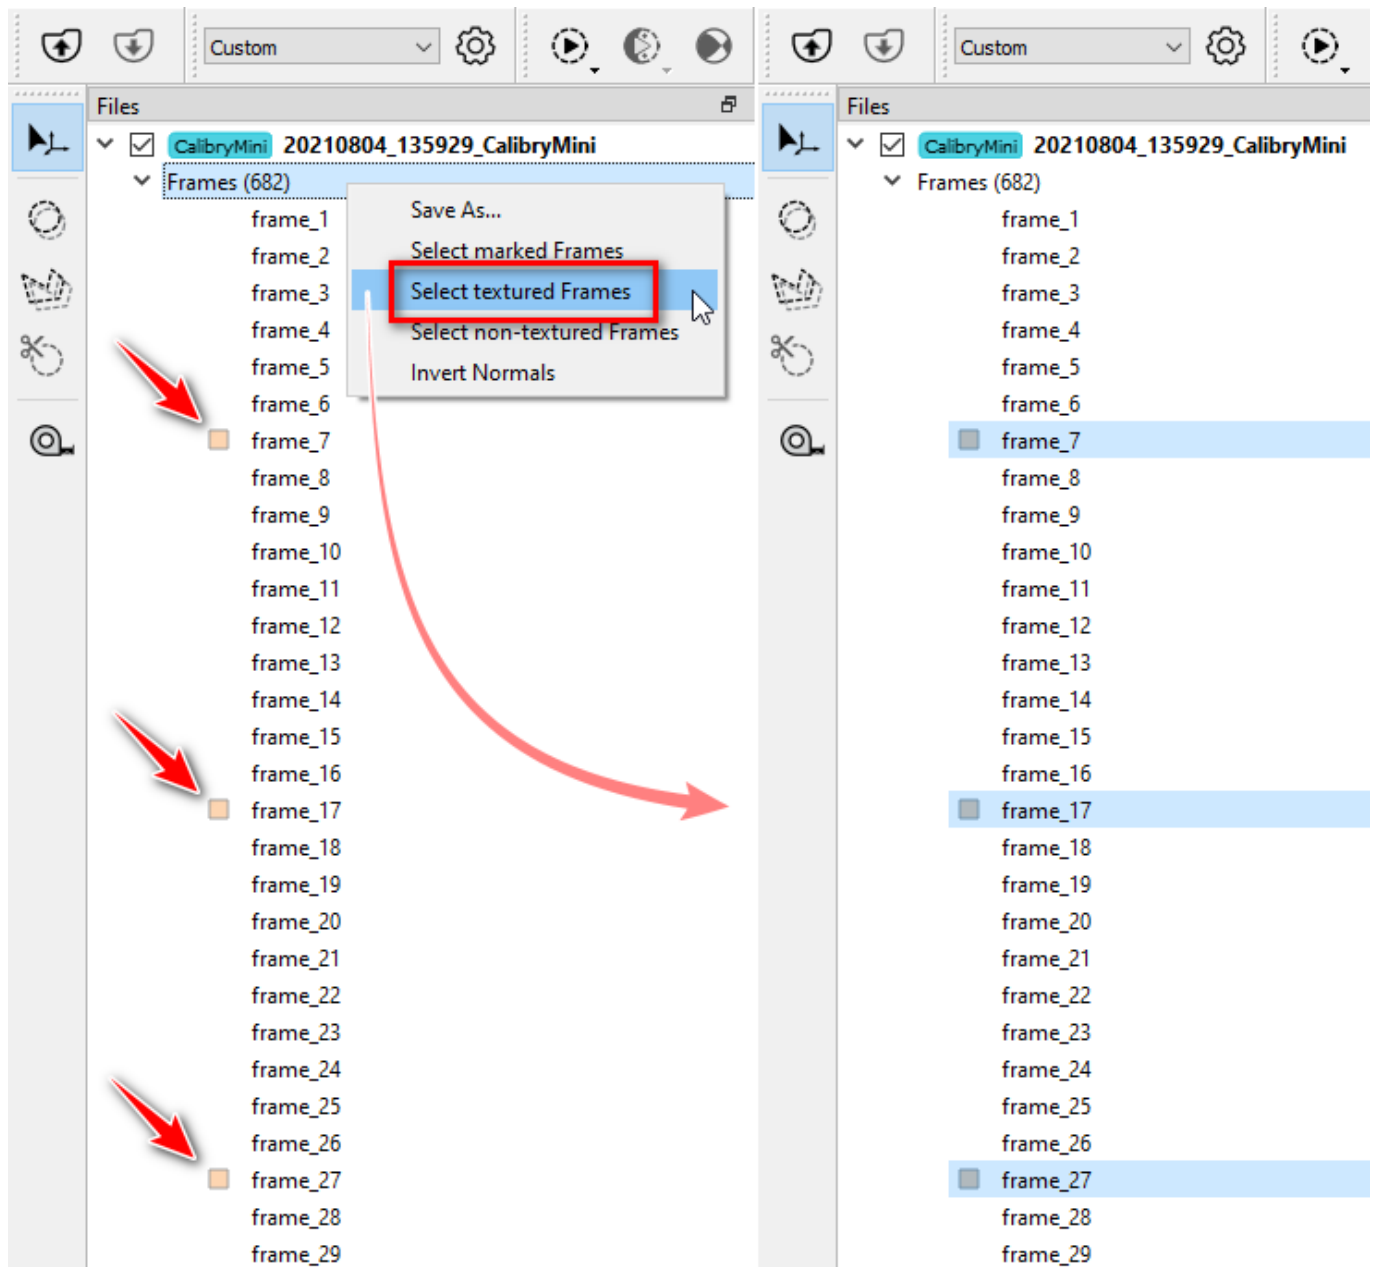 Custom
Files
CalibryMini 20210804_135929_CalibryMini
Frames (682)
frame_1
frame_2
frame_3
frame_4
frame_5
frame_6
frame_7
frame_8
frame_9
frame_10
frame_11
frame_12
frame_13
frame_14
frame_15
frame_16
frame_17
frame_18
frame_19
frame_20
frame_21
frame_22
frame_23
frame_24
frame_25
frame_26
frame_27
frame_28
frame_29
Save As...
Select marked Frames
Select textured Frames
Select non-textured Frames
Invert Normals
Custom
Files
CalibryMini 20210804_135929_CalibryMini
Frames (682)
frame_1
frame_2
frame_3
frame_4
frame_5
frame_6
frame_7
frame_8
frame_9
frame_10
frame_11
frame_12
frame_13
frame_14
frame_15
frame_16
frame_17
frame_18
frame_19
frame_20
frame_21
frame_22
frame_23
frame_24
frame_25
frame_26
frame_27
frame_28
frame_29